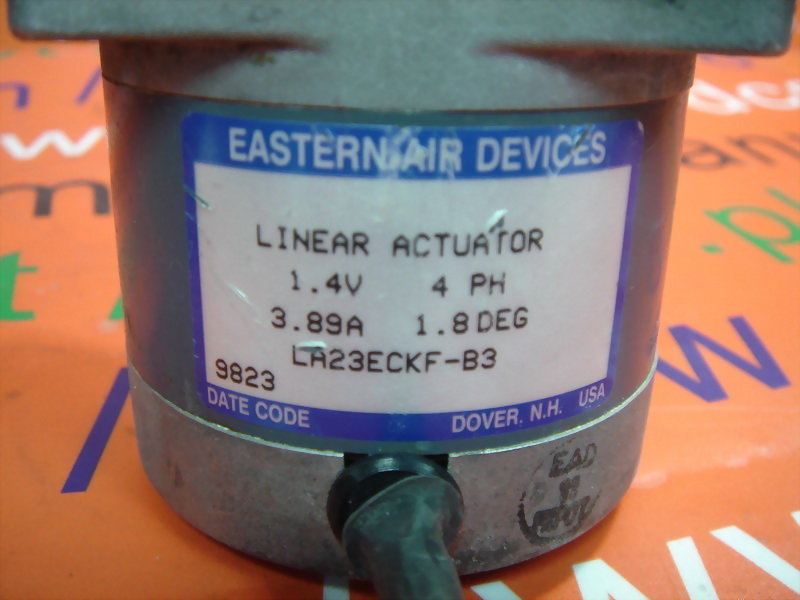 EASTERN AIR DEVICES
LINEAR ACTUATOR
1.4V 4 PH
3.89A 1.8 DEG
LA23ECKF-B3
9823
DATE CODE DOVER, N.H. USA
EAD